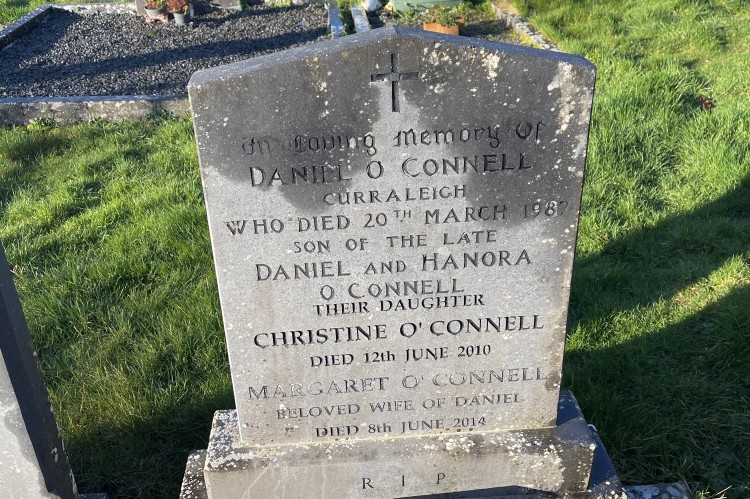 In Loving Memory Of
DANIEL O CONNELL
CURRALEIGH
WHO DIED 20TH MARCH 1987
SON OF THE LATE
DANIEL AND HANORA
O CONNELL
THEIR DAUGHTER
CHRISTINE O' CONNELL
DIED 12th JUNE 2010
MARGARET O' CONNELL
BELOVED WIFE OF DANIEL
DIED 8th JUNE 2014
R I P